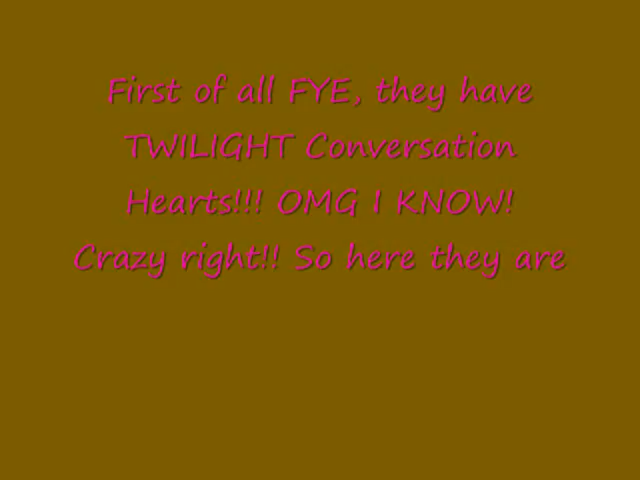 First of all FYE, they have
TWILIGHT Conversation
Hearts!!! OMG I KNOW!
Crazy right!! So here they are